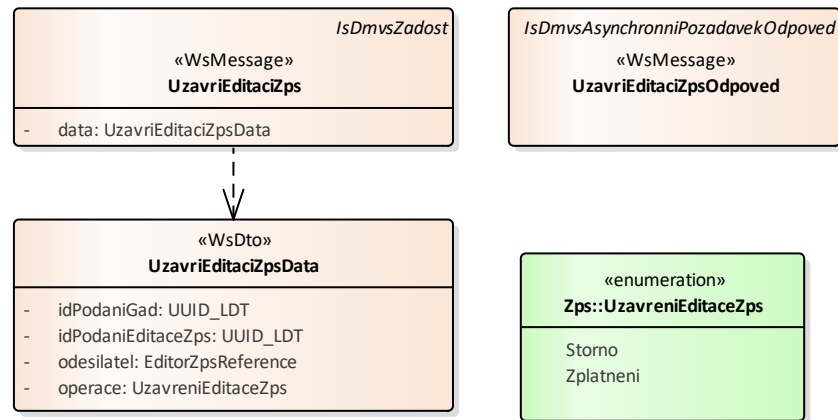 IsDmvsZadost
«WsMessage»
UzavriEditaciZps
- data: UzavriEditaciZpsData
IsDmvsAsynchronniPozadavekOdpoved
«WsMessage»
UzavriEditaciZpsOdpoved
«WsDto»
UzavriEditaciZpsData
- idPodaniGad: UUID_LDT
- idPodaniEditaceZps: UUID_LDT
- odesilatel: EditorZpsReference
- operace: UzavreniEditaceZps
«enumeration»
Zps::UzavreniEditaceZps
Storno
Zplatneni